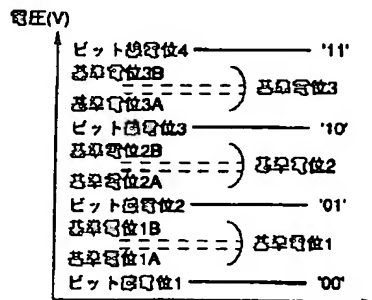 電圧(V)
ビット線電位4 '11'
基準電位3B
基準電位3
基準電位3A
ビット線電位3 '10'
基準電位2B
基準電位2
基準電位2A
ビット線電位2 '01'
基準電位1B
基準電位1
基準電位1A
ビット線電位1 '00'